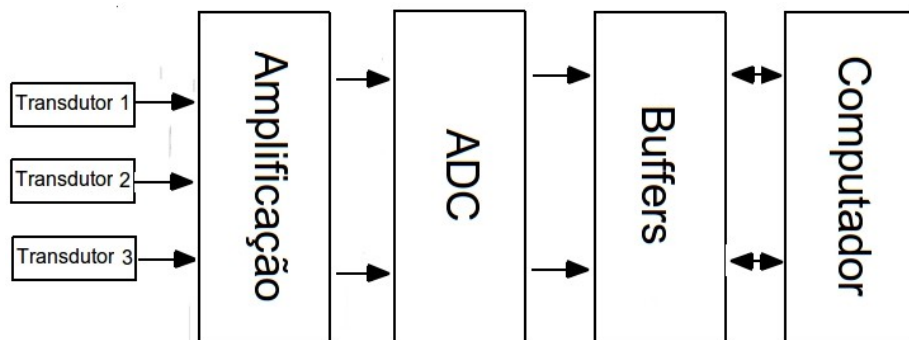 Transdutor 1
Transdutor 2
Transdutor 3
Amplificação
ADC
Buffers
Computador